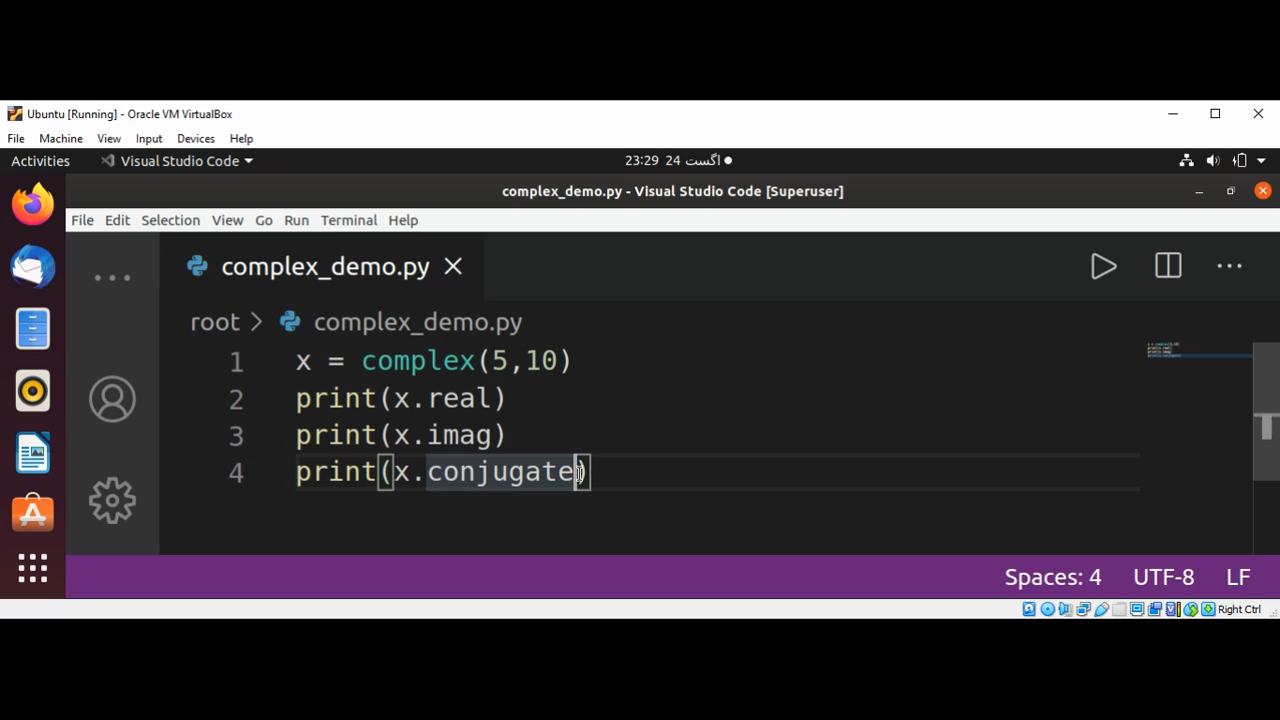 Ubuntu [Running] - Oracle VM VirtualBox
File Machine View Input Devices Help
Activities Visual Studio Code 23:29 24 اگست
complex_demo.py - Visual Studio Code [Superuser]
File Edit Selection View Go Run Terminal Help
complex_demo.py
root > complex_demo.py
1 x = complex(5,10)
2 print(x.real)
3 print(x.imag)
4 print(x.conjugate)
Spaces: 4 UTF-8 LF
Right Ctrl